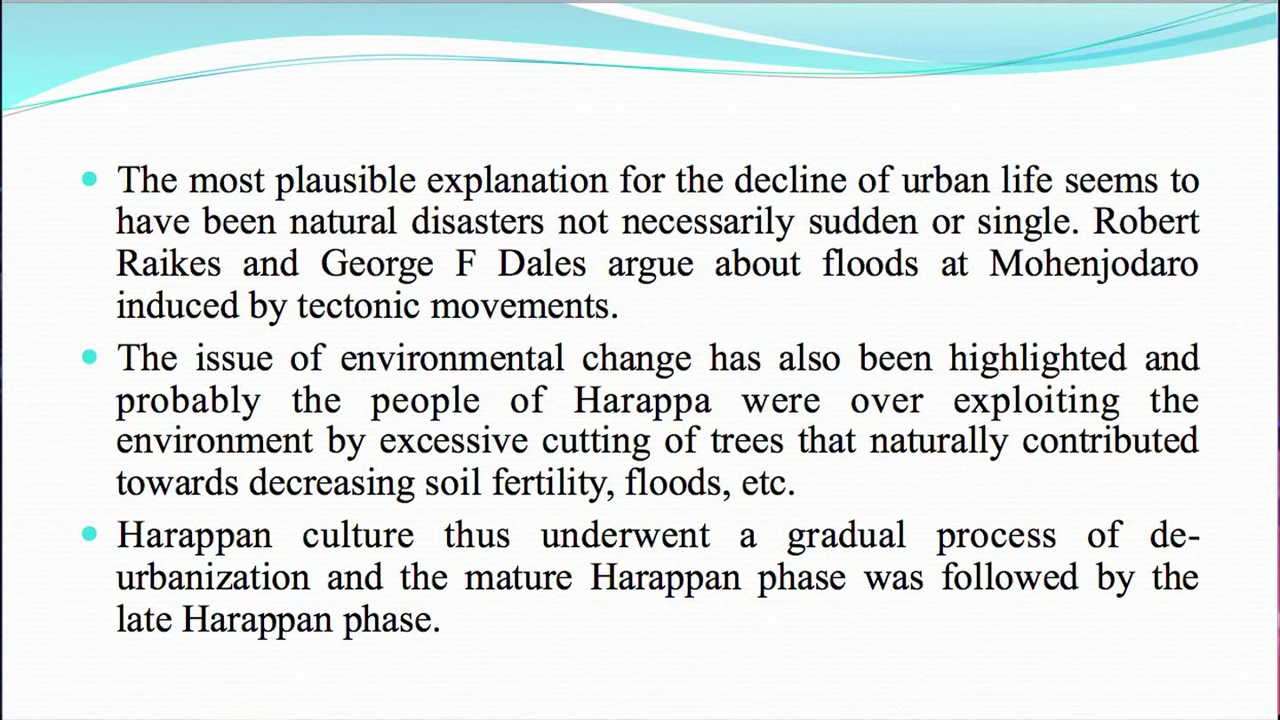 The most plausible explanation for the decline of urban life seems to
have been natural disasters not necessarily sudden or single. Robert
Raikes and George F Dales argue about floods at Mohenjodaro
induced by tectonic movements.
The issue of environmental change has also been highlighted and
probably the people of Harappa were over exploiting the
environment by excessive cutting of trees that naturally contributed
towards decreasing soil fertility, floods, etc.
Harappan culture thus underwent a gradual process of de-
urbanization and the mature Harappan phase was followed by the
late Harappan phase.